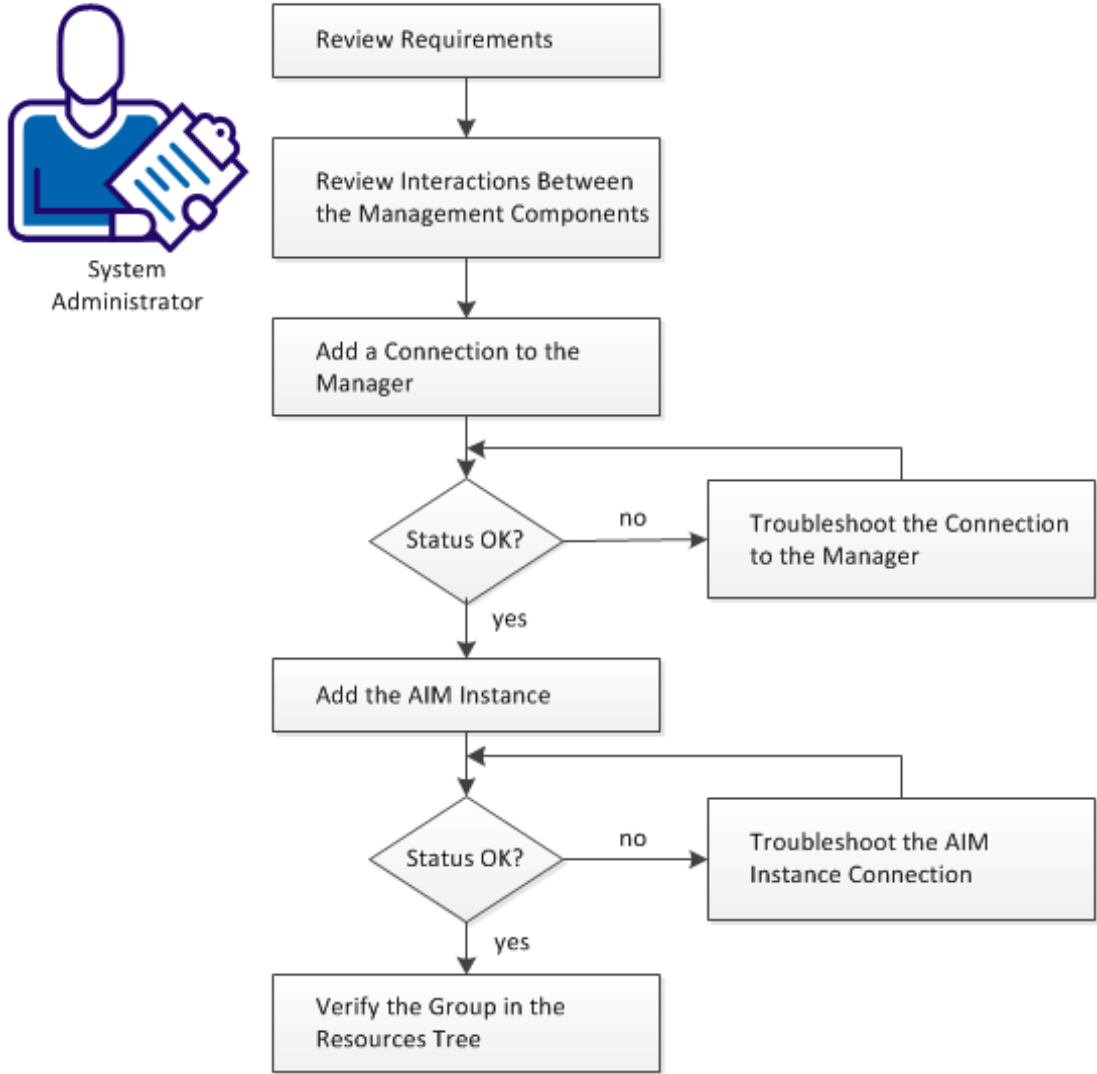 Review Requirements
Review Interactions Between
the Management Components
System
Administrator
Add a Connection to the
Manager
Status OK?
no
Troubleshoot the Connection
to the Manager
yes
Add the AIM Instance
Status OK?
no
Troubleshoot the AIM
Instance Connection
yes
Verify the Group in the
Resources Tree